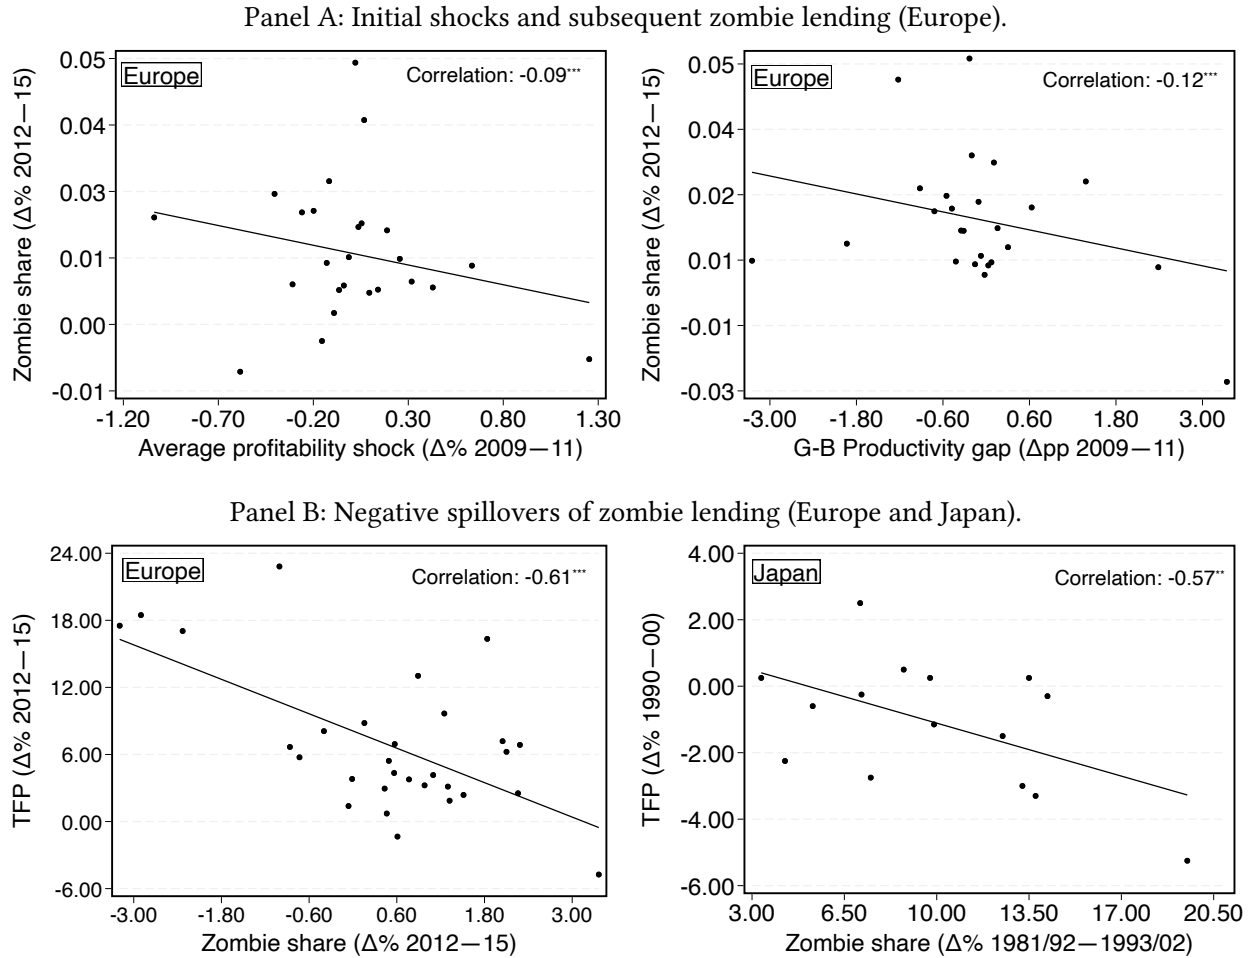 Panel A: Initial shocks and subsequent zombie lending (Europe).
Zombie share (Δ% 2012—15)
Europe
Correlation: -0.09***
0.05
0.04
0.03
0.01
0.00
-0.01
-1.20 -0.70 -0.20 0.30 0.80 1.30
Average profitability shock (Δ% 2009—11)
Zombie share (Δ% 2012—15)
Europe
Correlation: -0.12***
0.05
0.04
0.02
0.01
-0.01
-0.03
-3.00 -1.80 -0.60 0.60 1.80 3.00
G-B Productivity gap (Δpp 2009—11)
Panel B: Negative spillovers of zombie lending (Europe and Japan).
TFP (Δ% 2012—15)
Europe
Correlation: -0.61***
24.00
18.00
12.00
6.00
0.00
-6.00
-3.00 -1.80 -0.60 0.60 1.80 3.00
Zombie share (Δ% 2012—15)
TFP (Δ% 1990—00)
Japan
Correlation: -0.57**
4.00
2.00
0.00
-2.00
-4.00
-6.00
3.00 6.50 10.00 13.50 17.00 20.50
Zombie share (Δ% 1981/92—1993/02)